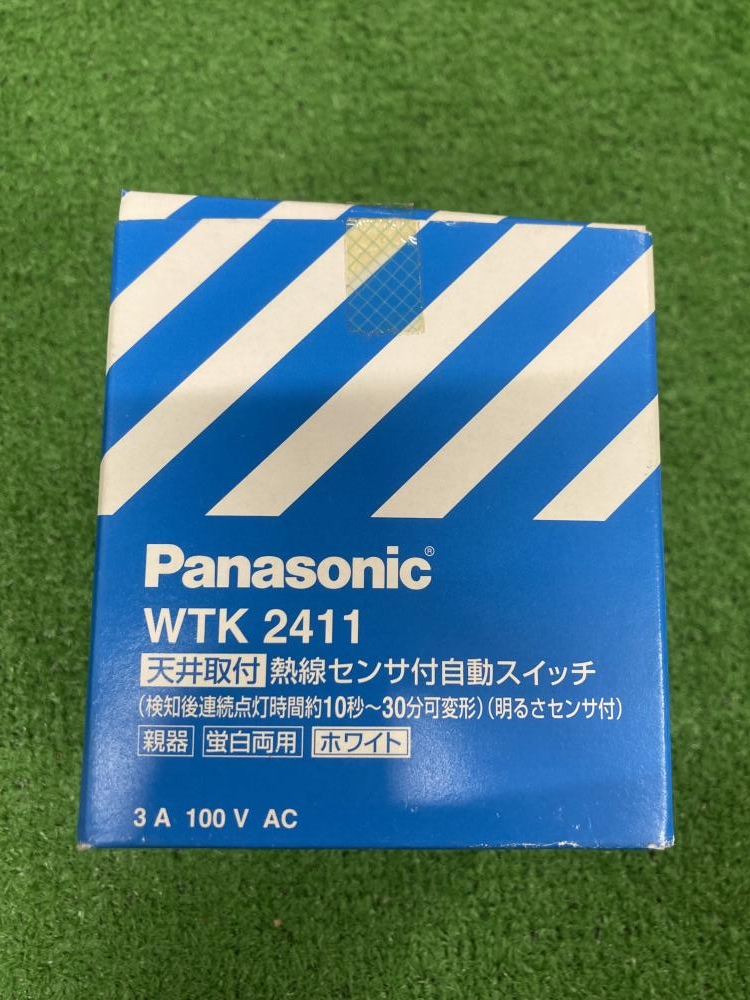 Panasonic®
WTK 2411
天井取付 熱線センサ付自動スイッチ
(検知後連続点灯時間約10秒～30分可変形)(明るさセンサ付)
親器 蛍白両用 ホワイト
3 A 100 V AC